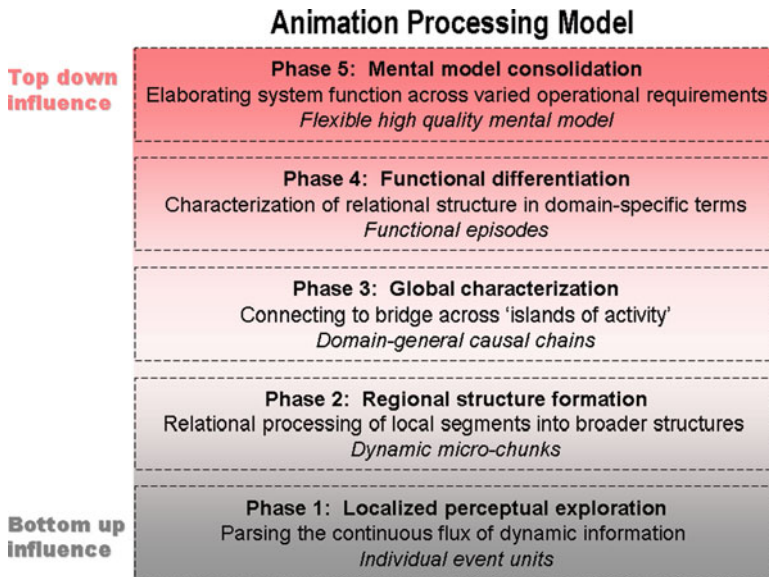 Animation Processing Model
Top down
influence
Phase 5: Mental model consolidation
Elaborating system function across varied operational requirements
Flexible high quality mental model
Phase 4: Functional differentiation
Characterization of relational structure in domain-specific terms
Functional episodes
Phase 3: Global characterization
Connecting to bridge across ‘islands of activity’
Domain-general causal chains
Phase 2: Regional structure formation
Relational processing of local segments into broader structures
Dynamic micro-chunks
Bottom up
influence
Phase 1: Localized perceptual exploration
Parsing the continuous flux of dynamic information
Individual event units